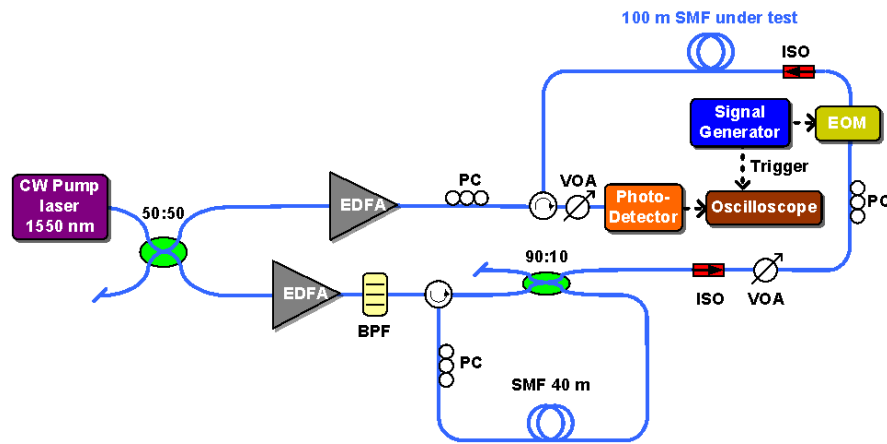 100 m SMF under test
ISO
Signal
Generator
EOM
CW Pump
laser
1550 nm
50:50
EDFA
PC
VOA
Photo-
Detector
Trigger
Oscilloscope
PC
90:10
EDFA
BPF
ISO
VOA
PC
SMF 40 m